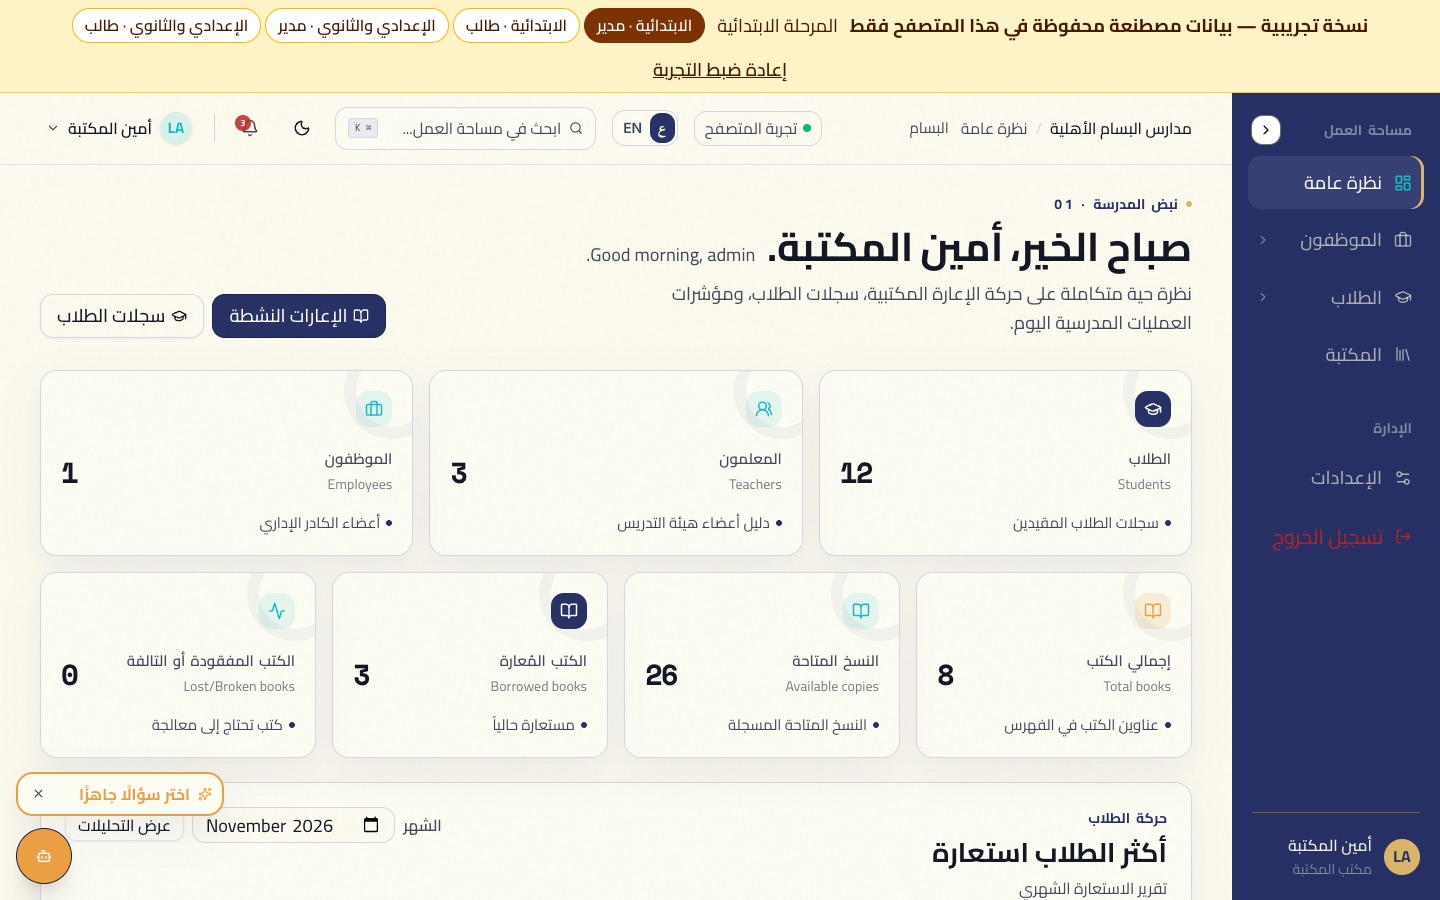 نسخة تجريبية — بيانات مصطنعة محفوظة في هذا المتصفح فقط المرحلة الابتدائية الابتدائية · مدير الابتدائية · طالب الإعدادي والثانوي · مدير الإعدادي والثانوي · طالب
إعادة ضبط التجربة
مساحة العمل
نظرة عامة
الموظفون
الطلاب
المكتبة
الإدارة
الإعدادات
تسجيل الخروج
LA أمين المكتبة
مكتب المكتبة
مدارس البسام الأهلية / نظرة عامة البسام
تجربة المتصفح
ع EN
ابحث في مساحة العمل... ⌘ K
3
LA أمين المكتبة
نبض المدرسة · 01
صباح الخير، أمين المكتبة. Good morning, admin.
نظرة حية متكاملة على حركة الإعارة المكتبية، سجلات الطلاب، ومؤشرات
العمليات المدرسية اليوم.
الإعارات النشطة
سجلات الطلاب
الطلاب
Students
12
سجلات الطلاب المقيدين
المعلمون
Teachers
3
دليل أعضاء هيئة التدريس
الموظفون
Employees
1
أعضاء الكادر الإداري
إجمالي الكتب
Total books
8
عناوين الكتب في الفهرس
النسخ المتاحة
Available copies
26
النسخ المتاحة المسجلة
الكتب المُعارة
Borrowed books
3
مستعارة حالياً
الكتب المفقودة أو التالفة
Lost/Broken books
0
كتب تحتاج إلى معالجة
حركة الطلاب
أكثر الطلاب استعارة
تقرير الاستعارة الشهري
الشهر
November 2026
عرض التحليلات
اختر سؤالًا جاهزًا